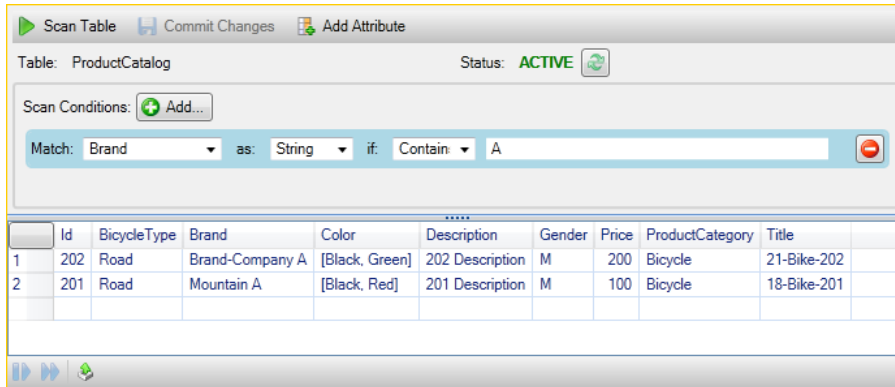 Scan Table Commit Changes Add Attribute
Table: ProductCatalog Status: ACTIVE
Scan Conditions: Add...
Match: Brand as: String if: Contain A
Id BicycleType Brand Color Description Gender Price ProductCategory Title
1 202 Road Brand-Company A [Black, Green] 202 Description M 200 Bicycle 21-Bike-202
2 201 Road Mountain A [Black, Red] 201 Description M 100 Bicycle 18-Bike-201